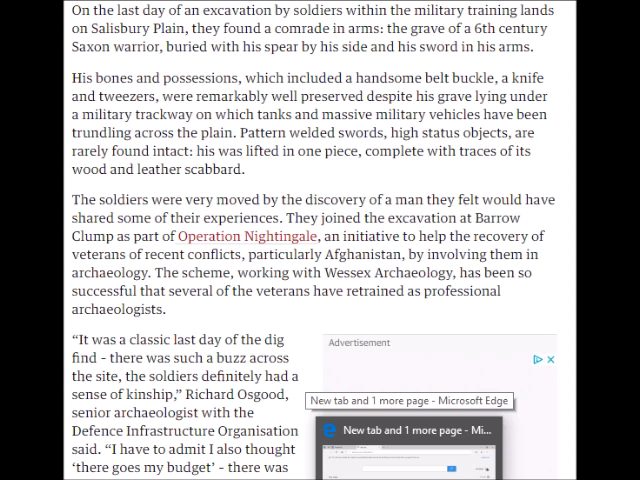 On the last day of an excavation by soldiers within the military training lands
on Salisbury Plain, they found a comrade in arms: the grave of a 6th century
Saxon warrior, buried with his spear by his side and his sword in his arms.
His bones and possessions, which included a handsome belt buckle, a knife
and tweezers, were remarkably well preserved despite his grave lying under
a military trackway on which tanks and massive military vehicles have been
trundling across the plain. Pattern welded swords, high status objects, are
rarely found intact: his was lifted in one piece, complete with traces of its
wood and leather scabbard.
The soldiers were very moved by the discovery of a man they felt would have
shared some of their experiences. They joined the excavation at Barrow
Clump as part of Operation Nightingale, an initiative to help the recovery of
veterans of recent conflicts, particularly Afghanistan, by involving them in
archaeology. The scheme, working with Wessex Archaeology, has been so
successful that several of the veterans have retrained as professional
archaeologists.
“It was a classic last day of the dig
find - there was such a buzz across
the site, the soldiers definitely had a
sense of kinship,” Richard Osgood,
senior archaeologist with the
Defence Infrastructure Organisation
said. “I have to admit I also thought
‘there goes my budget’ - there was
Advertisement
New tab and 1 more page - Microsoft Edge
New tab and 1 more page - Mi...